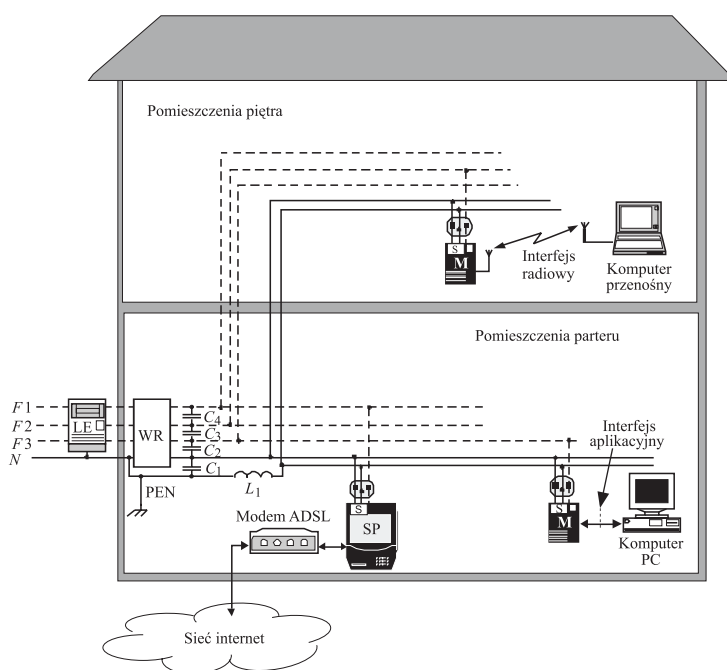 Pomieszczenia piętra
S
M
Interfejs
radiowy
Komputer
przenośny
Pomieszczenia parteru
F1
F2
F3
N
LE
WR
C4
C3
C2
C1
L1
PEN
Interfejs
aplikacyjny
S
SP
S
M
Modem ADSL
Komputer
PC
Sieć internet